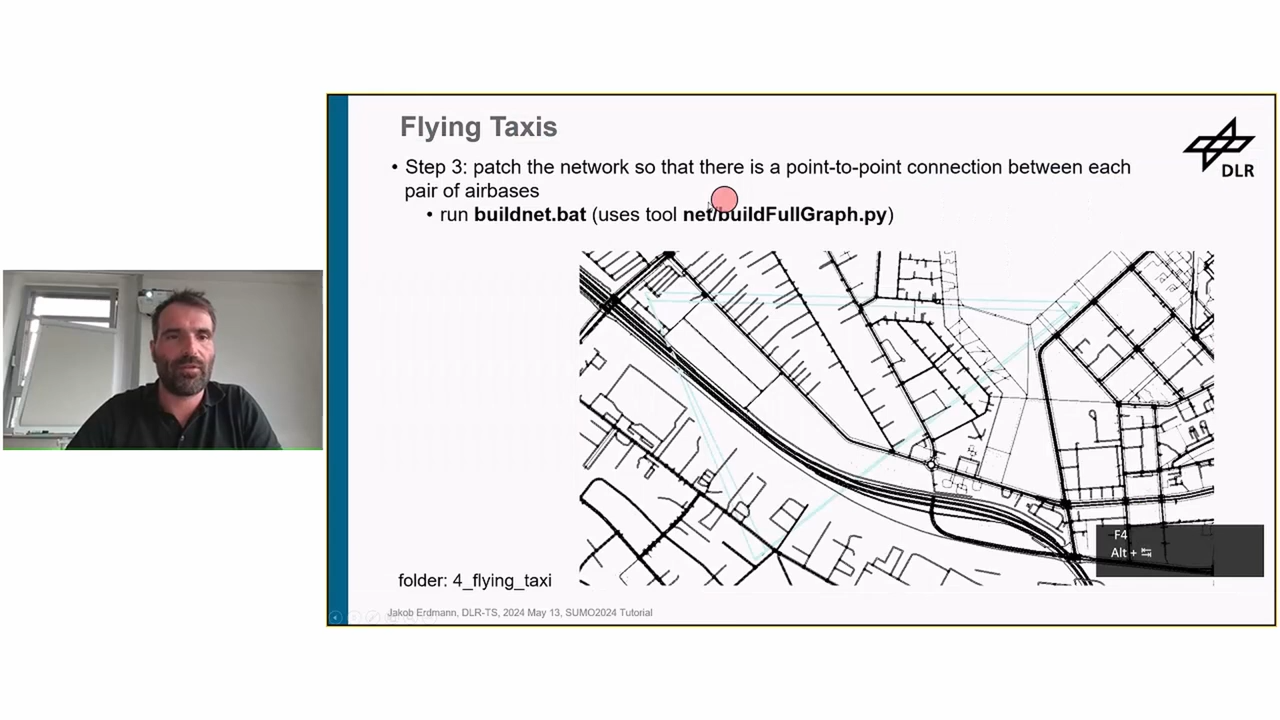 Flying Taxis
• Step 3: patch the network so that there is a point-to-point connection between each
pair of airbases
• run buildnet.bat (uses tool net/buildFullGraph.py)
DLR
F4
Alt +
folder: 4_flying_taxi
Jakob Erdmann, DLR-TS, 2024 May 13, SUMO2024 Tutorial